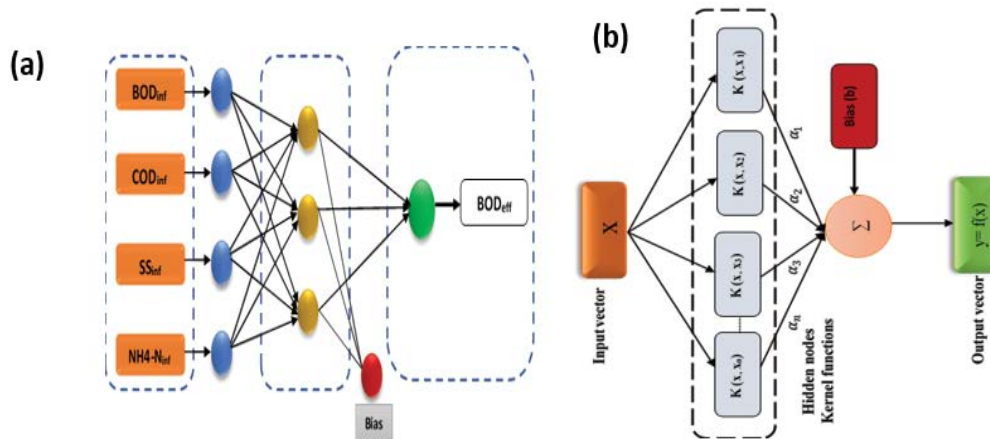 (a)
BODinf
CODinf
SSinf
NH4-Ninf
BODeff
Bias
(b)
Input vector
X
K (x, x1)
K (x, x2)
K (x, x3)
K (x, xn)
Hidden nodes
Kernel functions
α1
α2
α3
αn
Bias (b)
Σ
y= f(x)
Output vector